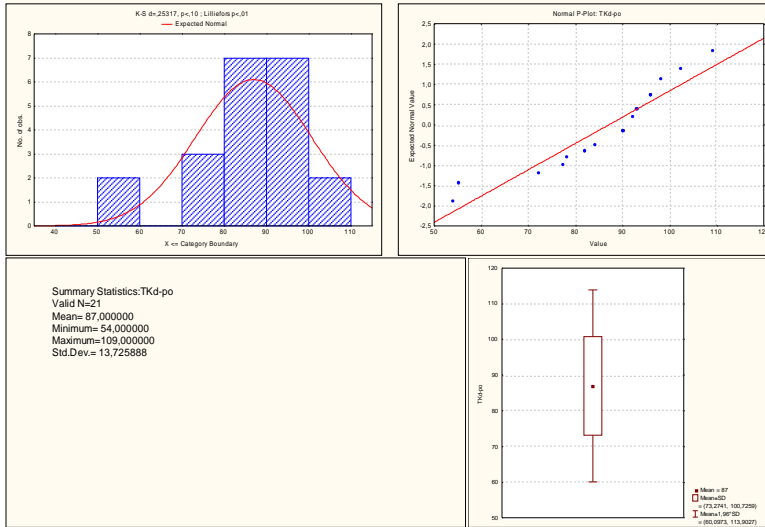 K-S d=,25317, p<,10 ; Lilliefors p<,01
Expected Normal
8
7
6
5
4
3
2
1
0
No. of obs.
40 50 60 70 80 90 100 110
X <= Category Boundary
Normal P-Plot: TKd-po
2,5
2,0
1,5
1,0
0,5
0,0
-0,5
-1,0
-1,5
-2,0
-2,5
Expected Normal Value
50 60 70 80 90 100 110 120
Value
Summary Statistics:TKd-po
Valid N=21
Mean= 87,000000
Minimum= 54,000000
Maximum=109,000000
Std.Dev.= 13,725888
120
110
100
90
80
70
60
50
TKd-po
Mean = 87
Mean±SD
= (73,2741, 100,7259)
Mean±1,96*SD
= (60,0973, 113,9027)